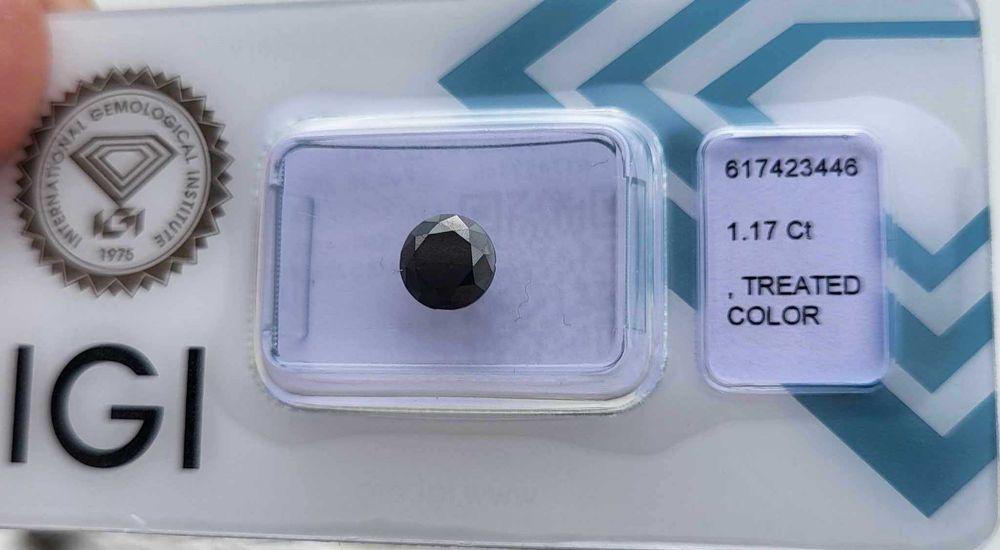 INTERNATIONAL GEMOLOGICAL INSTITUTE
IGI
1975
IGI
617423446
1.17 Ct
, TREATED
COLOR